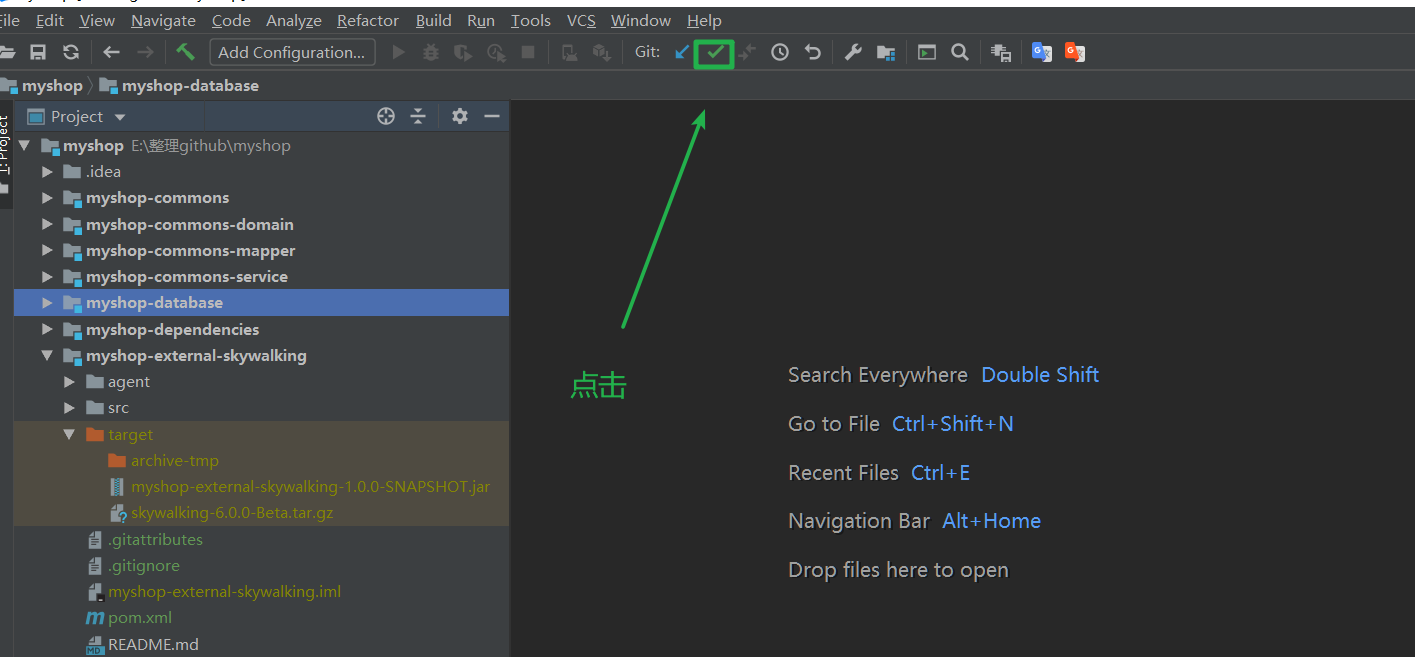 File Edit View Navigate Code Analyze Refactor Build Run Tools VCS Window Help
Add Configuration... Git:
myshop myshop-database
Project
1: Project
myshop E:\整理github\myshop
.idea
myshop-commons
myshop-commons-domain
myshop-commons-mapper
myshop-commons-service
myshop-database
myshop-dependencies
myshop-external-skywalking
agent
src
target
archive-tmp
myshop-external-skywalking-1.0.0-SNAPSHOT.jar
skywalking-6.0.0-Beta.tar.gz
.gitattributes
.gitignore
myshop-external-skywalking.iml
pom.xml
README.md
点击
Search Everywhere Double Shift
Go to File Ctrl+Shift+N
Recent Files Ctrl+E
Navigation Bar Alt+Home
Drop files here to open